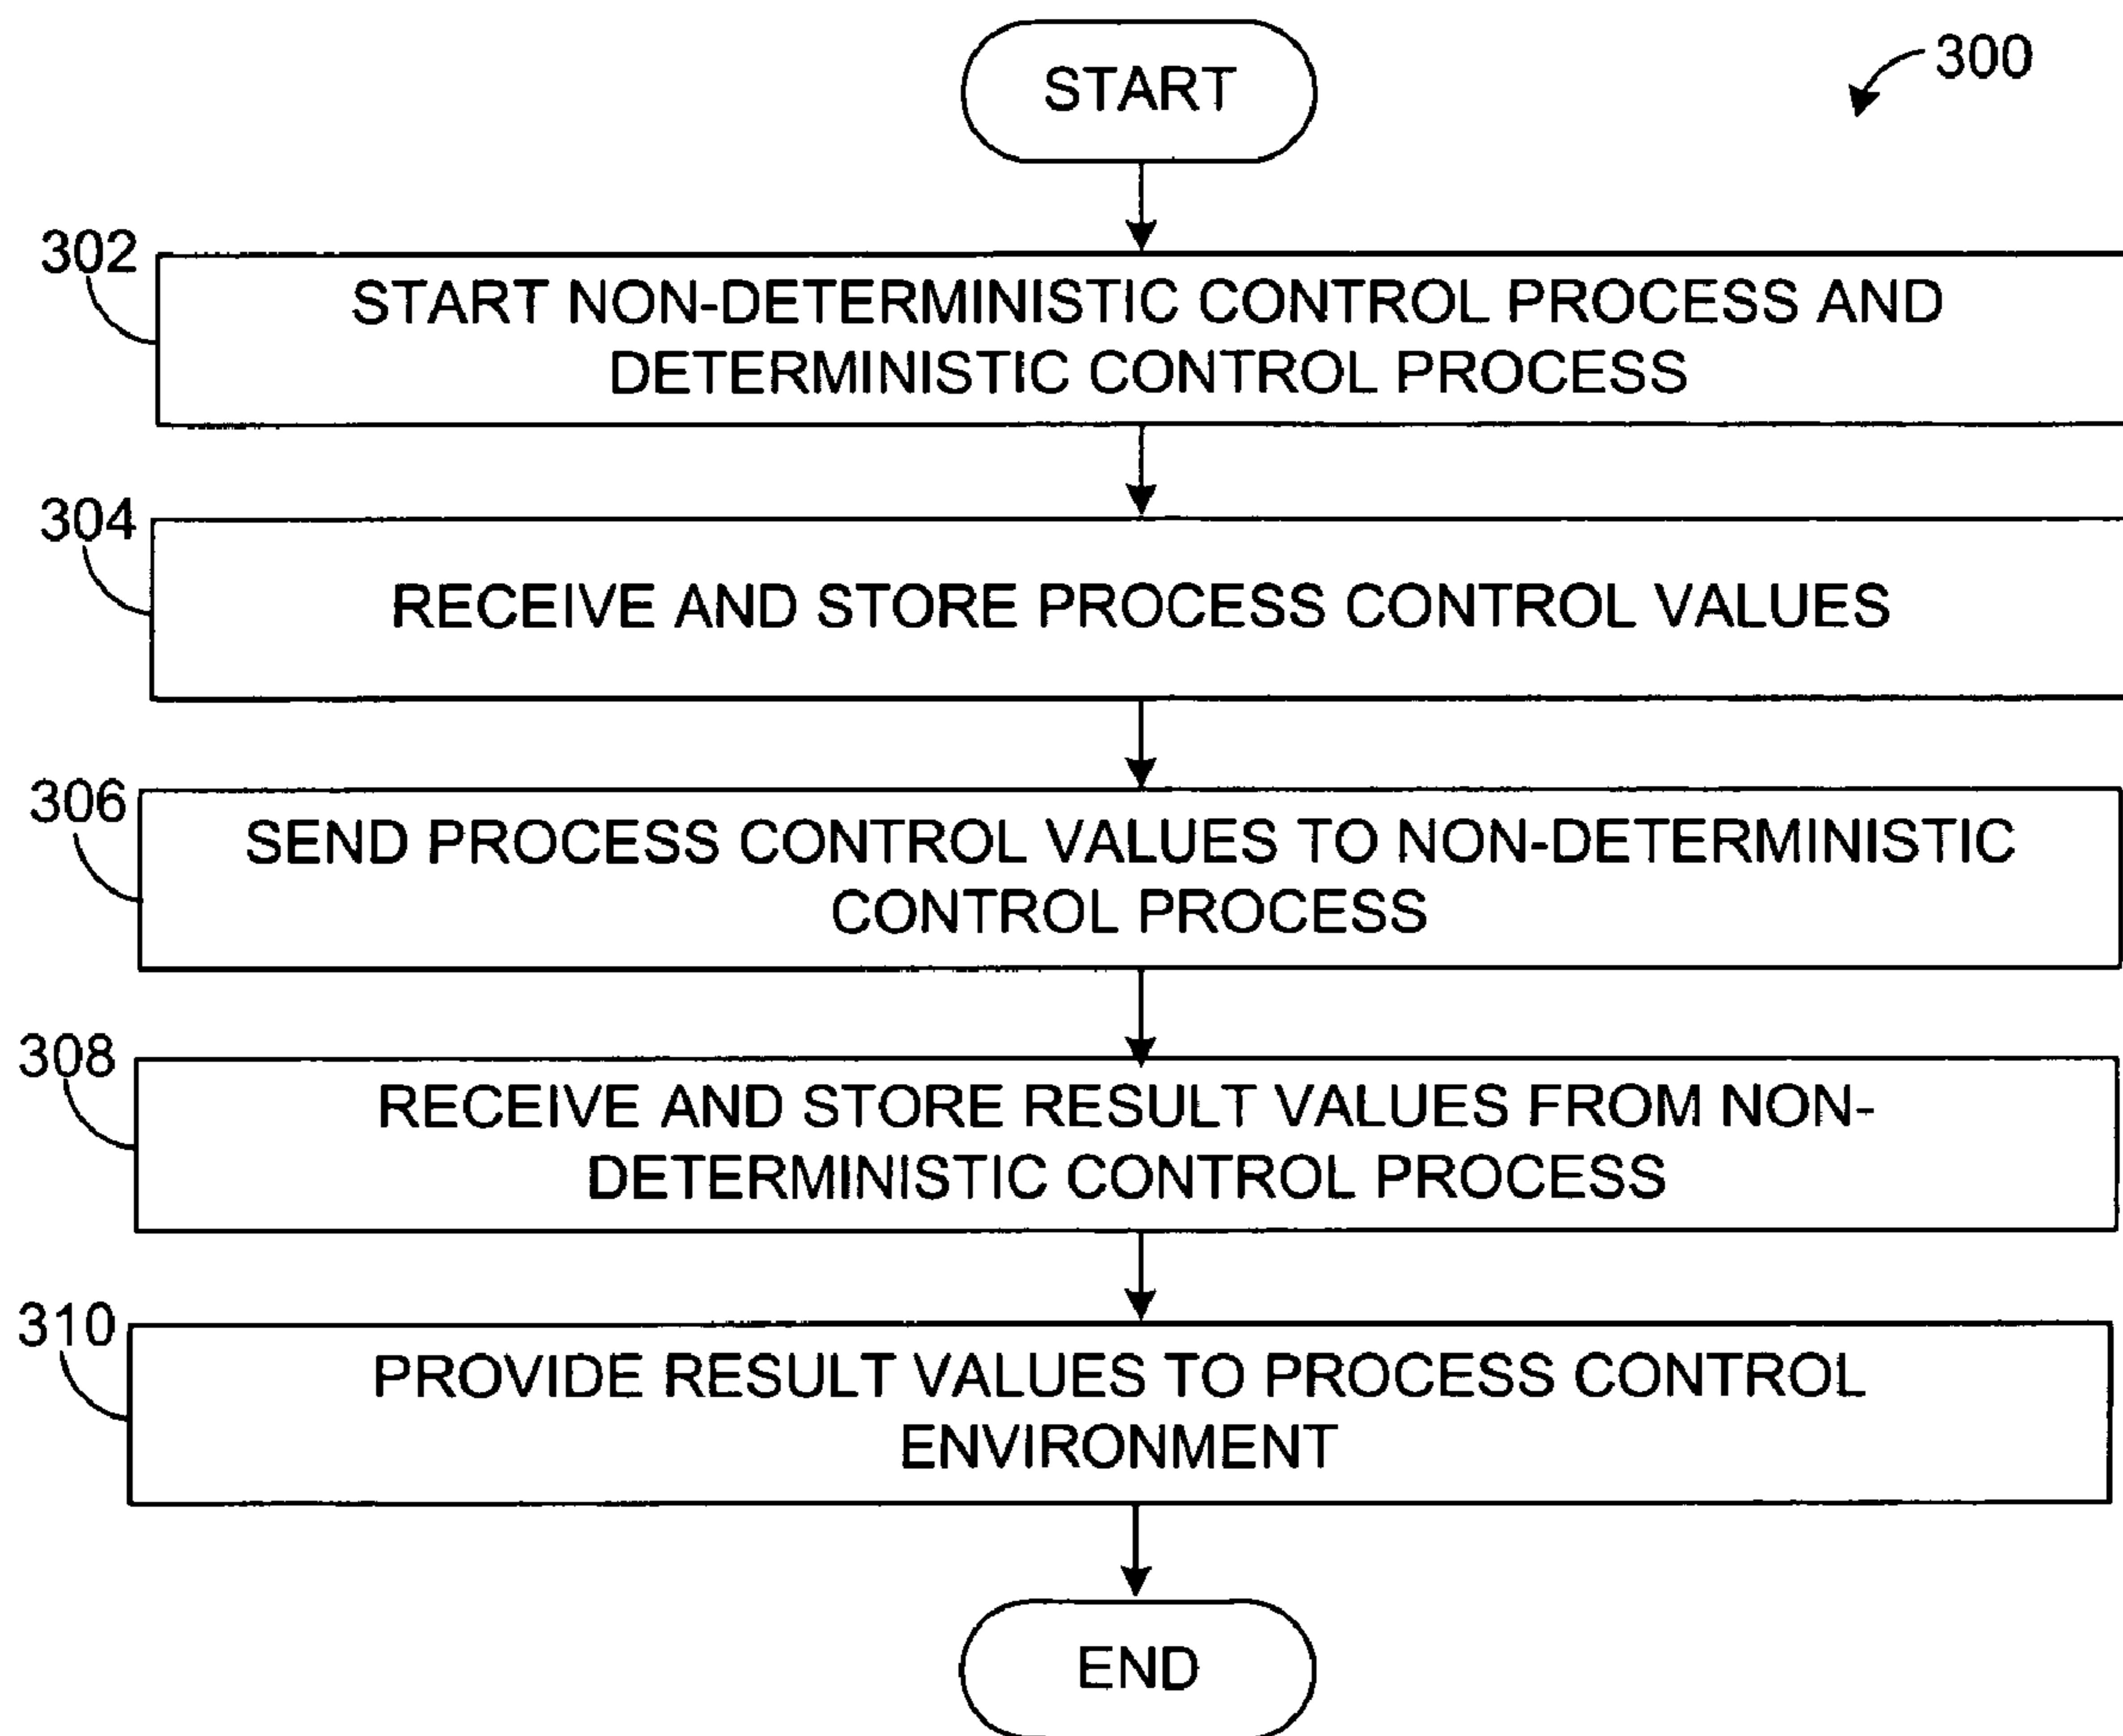 START
300
302
START NON-DETERMINISTIC CONTROL PROCESS AND
DETERMINISTIC CONTROL PROCESS
304
RECEIVE AND STORE PROCESS CONTROL VALUES
306
SEND PROCESS CONTROL VALUES TO NON-DETERMINISTIC
CONTROL PROCESS
308
RECEIVE AND STORE RESULT VALUES FROM NON-
DETERMINISTIC CONTROL PROCESS
310
PROVIDE RESULT VALUES TO PROCESS CONTROL
ENVIRONMENT
END